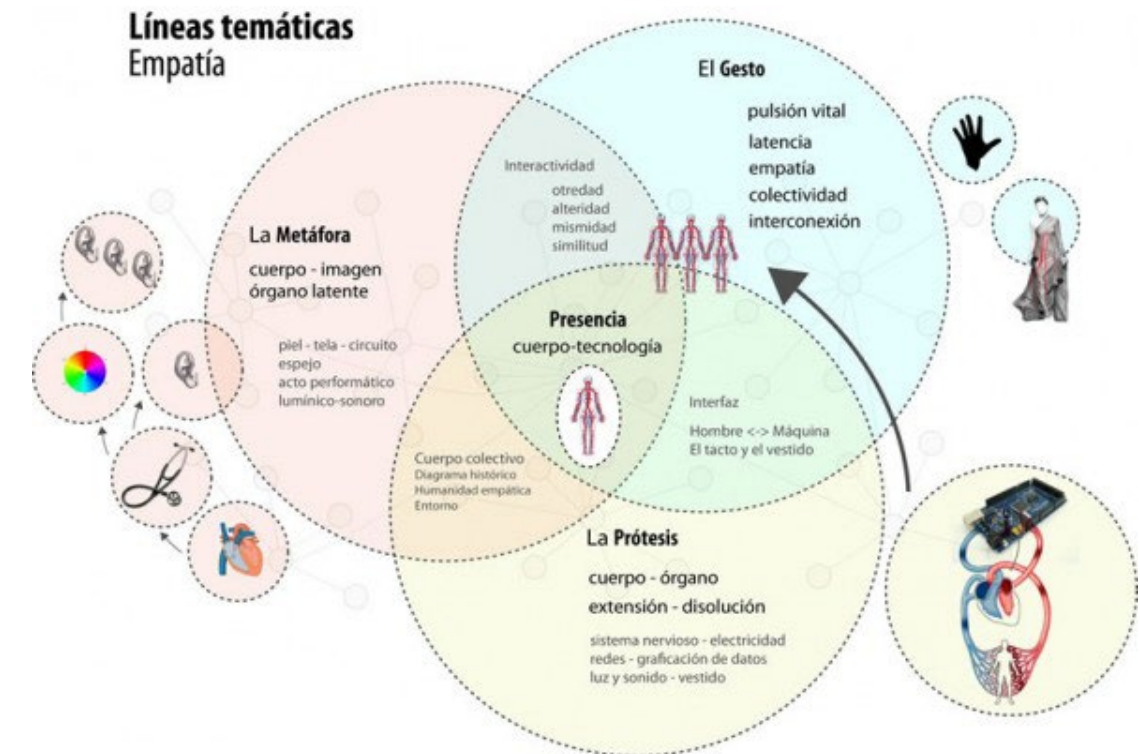 Líneas temáticas
Empatía
El Gesto
pulsión vital
latencia
empatía
colectividad
interconexión
Interactividad
otredad
alteridad
mismidad
similitud
La Metáfora
cuerpo - imagen
órgano latente
piel - tela - circuito
espejo
acto performático
lumínico-sonoro
Presencia
cuerpo-tecnología
Interfaz
Hombre <-> Máquina
El tacto y el vestido
Cuerpo colectivo
Diagrama histórico
Humanidad empática
Entorno
La Prótesis
cuerpo - órgano
extensión - disolución
sistema nervioso - electricidad
redes - graficación de datos
luz y sonido - vestido